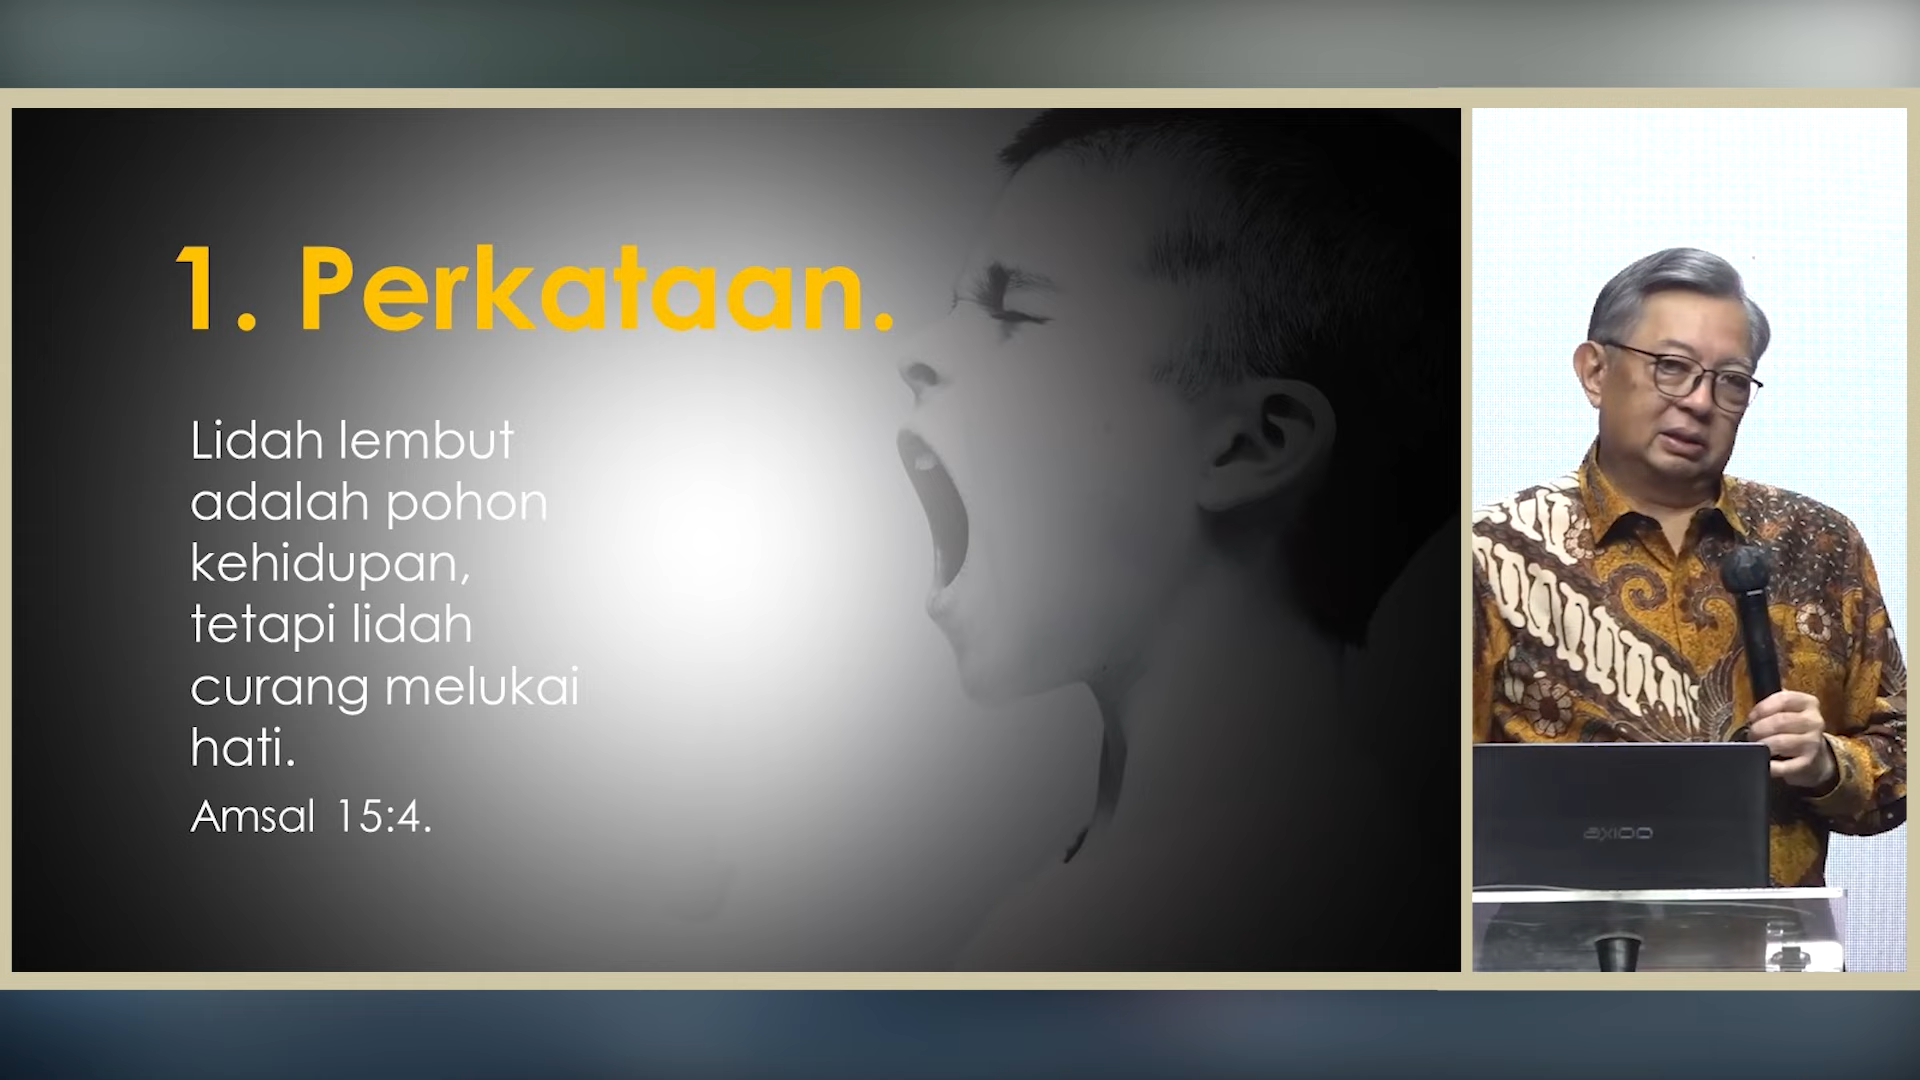 1. Perkataan.
Lidah lembut
adalah pohon
kehidupan,
tetapi lidah
curang melukai
hati.
Amsal 15:4.
axioo